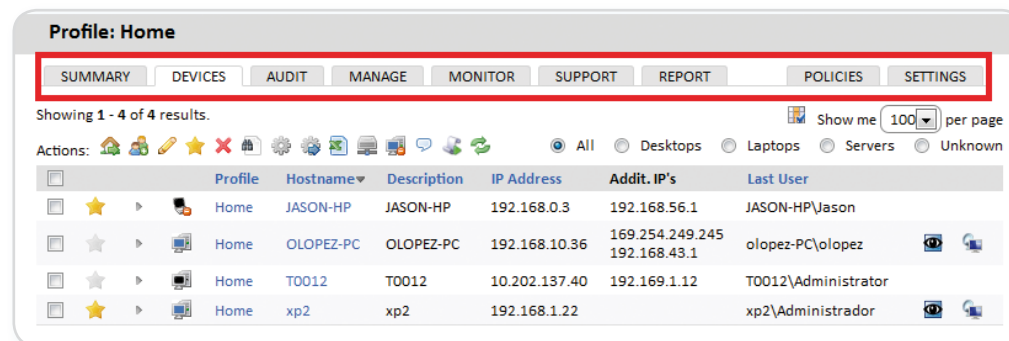 Profile: Home
SUMMARY DEVICES AUDIT MANAGE MONITOR SUPPORT REPORT POLICIES SETTINGS
Showing 1 - 4 of 4 results. Show me 100 per page
Actions: All Desktops Laptops Servers Unknown
Profile Hostname Description IP Address Addit. IP's Last User
Home JASON-HP JASON-HP 192.168.0.3 192.168.56.1 JASON-HP\Jason
Home OLOPEZ-PC OLOPEZ-PC 192.168.10.36 169.254.249.245 olopez-PC\olopez
192.168.43.1
Home T0012 T0012 10.202.137.40 192.169.1.12 T0012\Administrator
Home xp2 xp2 192.168.1.22 xp2\Administrador